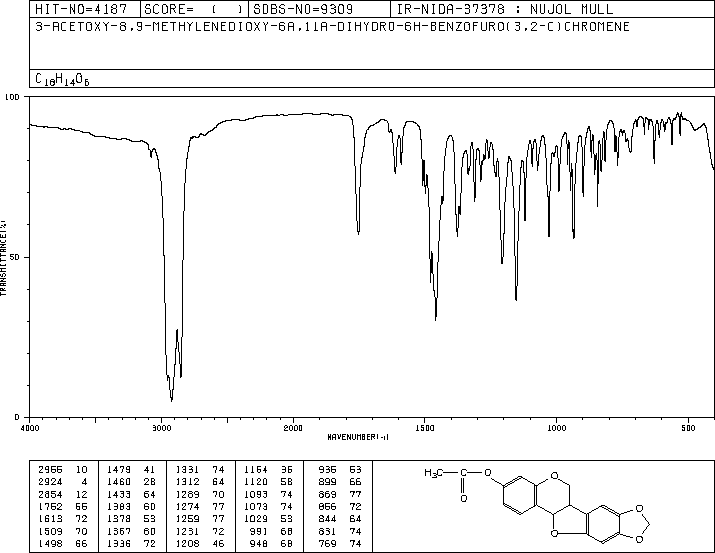 HIT-NO=4187 SCORE= ( ) SDBS-NO=9309 IR-NIDA-37378 : NUJOL MULL
3-ACETOXY-8,9-METHYLENEDIOXY-6A,11A-DIHYDRO-6H-BENZOFURO(3,2-C)CHROMENE
C18H14O6
100
50
0
TRANSMITTANCE(%)
4000 3000 2000 1500 1000 500
WAVENUMBER(-1)
2955 10 1479 41 1331 74 1154 35 935 53
2924 4 1460 28 1312 64 1120 58 899 66
2854 12 1433 64 1289 70 1093 74 869 77
1762 55 1383 60 1274 77 1073 74 856 72
1613 72 1378 53 1259 77 1029 53 844 64
1509 70 1367 60 1231 72 991 68 831 74
1498 66 1336 72 1208 46 948 68 769 74
H3C C O
O
O
O
O
O